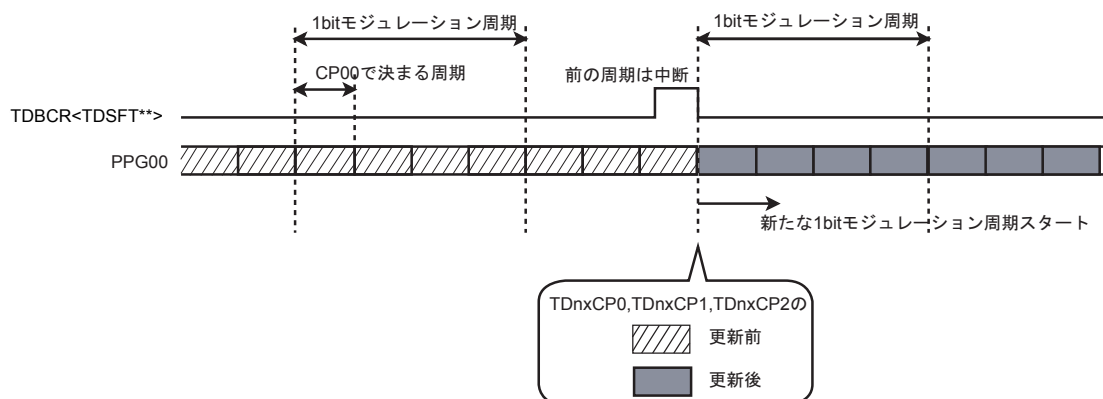 1bitモジュレーション周期
1bitモジュレーション周期
CP00で決まる周期
前の周期は中断
TDBCR<TDSFT**>
PPG00
新たな1bitモジュレーション周期スタート
TDnxCP0,TDnxCP1,TDnxCP2の
更新前
更新後